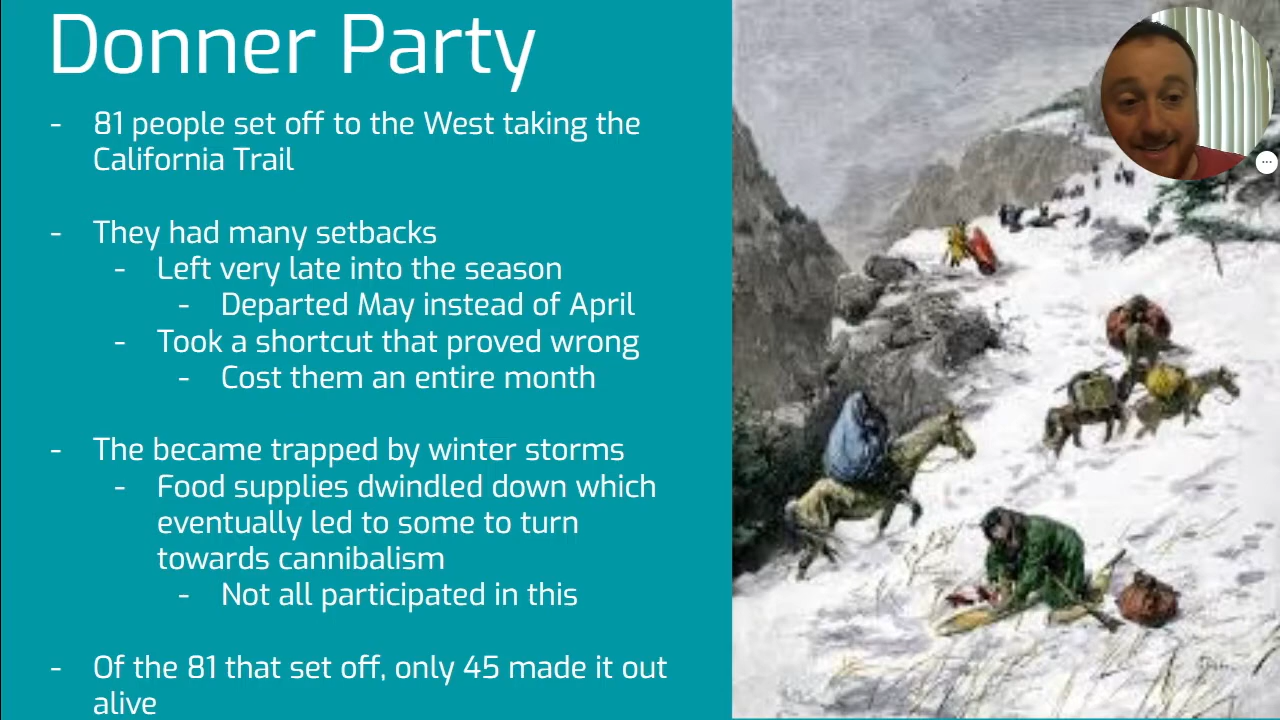 Donner Party
- 81 people set off to the West taking the
California Trail
- They had many setbacks
- Left very late into the season
- Departed May instead of April
- Took a shortcut that proved wrong
- Cost them an entire month
- The became trapped by winter storms
- Food supplies dwindled down which
eventually led to some to turn
towards cannibalism
- Not all participated in this
- Of the 81 that set off, only 45 made it out
alive